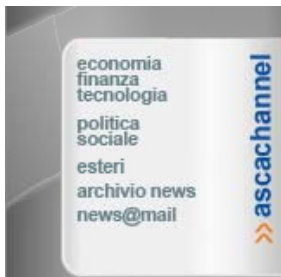 economia
finanza
tecnologia
politica
sociale
esteri
archivio news
news@mail
>> ascachannel